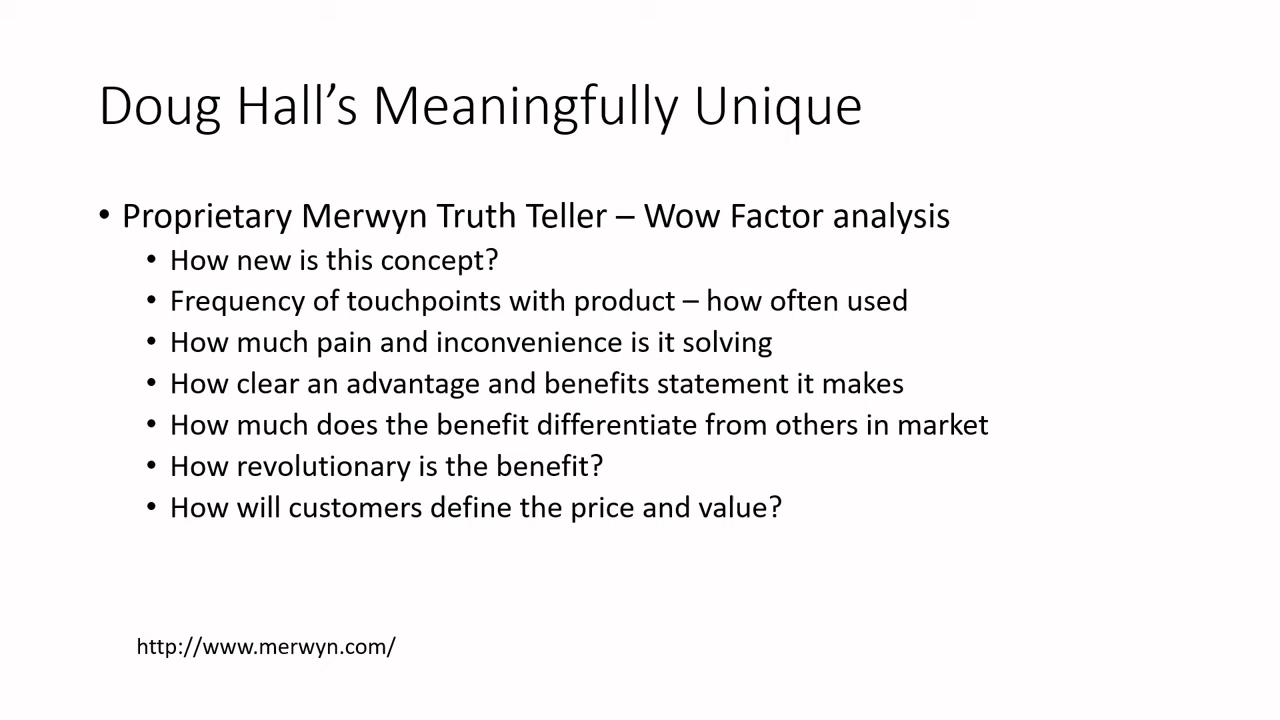 Doug Hall’s Meaningfully Unique
• Proprietary Merwyn Truth Teller – Wow Factor analysis
• How new is this concept?
• Frequency of touchpoints with product – how often used
• How much pain and inconvenience is it solving
• How clear an advantage and benefits statement it makes
• How much does the benefit differentiate from others in market
• How revolutionary is the benefit?
• How will customers define the price and value?
http://www.merwyn.com/